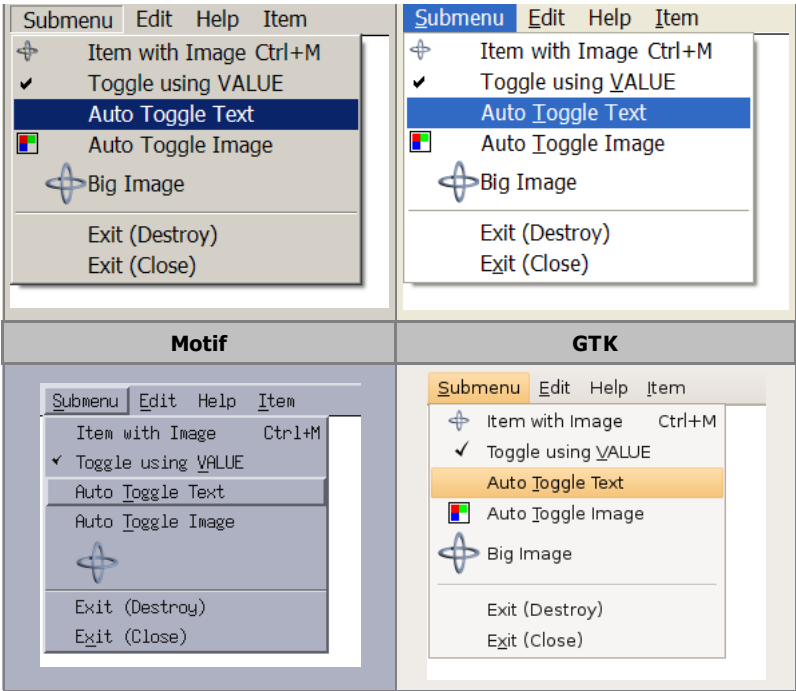 Submenu Edit Help Item
Item with Image Ctrl+M
Toggle using VALUE
Auto Toggle Text
Auto Toggle Image
Big Image
Exit (Destroy)
Exit (Close)
Submenu Edit Help Item
Item with Image Ctrl+M
Toggle using VALUE
Auto Toggle Text
Auto Toggle Image
Big Image
Exit (Destroy)
Exit (Close)
Motif
GTK
Submenu Edit Help Item
Item with Image Ctrl+M
Toggle using VALUE
Auto Toggle Text
Auto Toggle Image
Exit (Destroy)
Exit (Close)
Submenu Edit Help Item
Item with Image Ctrl+M
Toggle using VALUE
Auto Toggle Text
Auto Toggle Image
Big Image
Exit (Destroy)
Exit (Close)